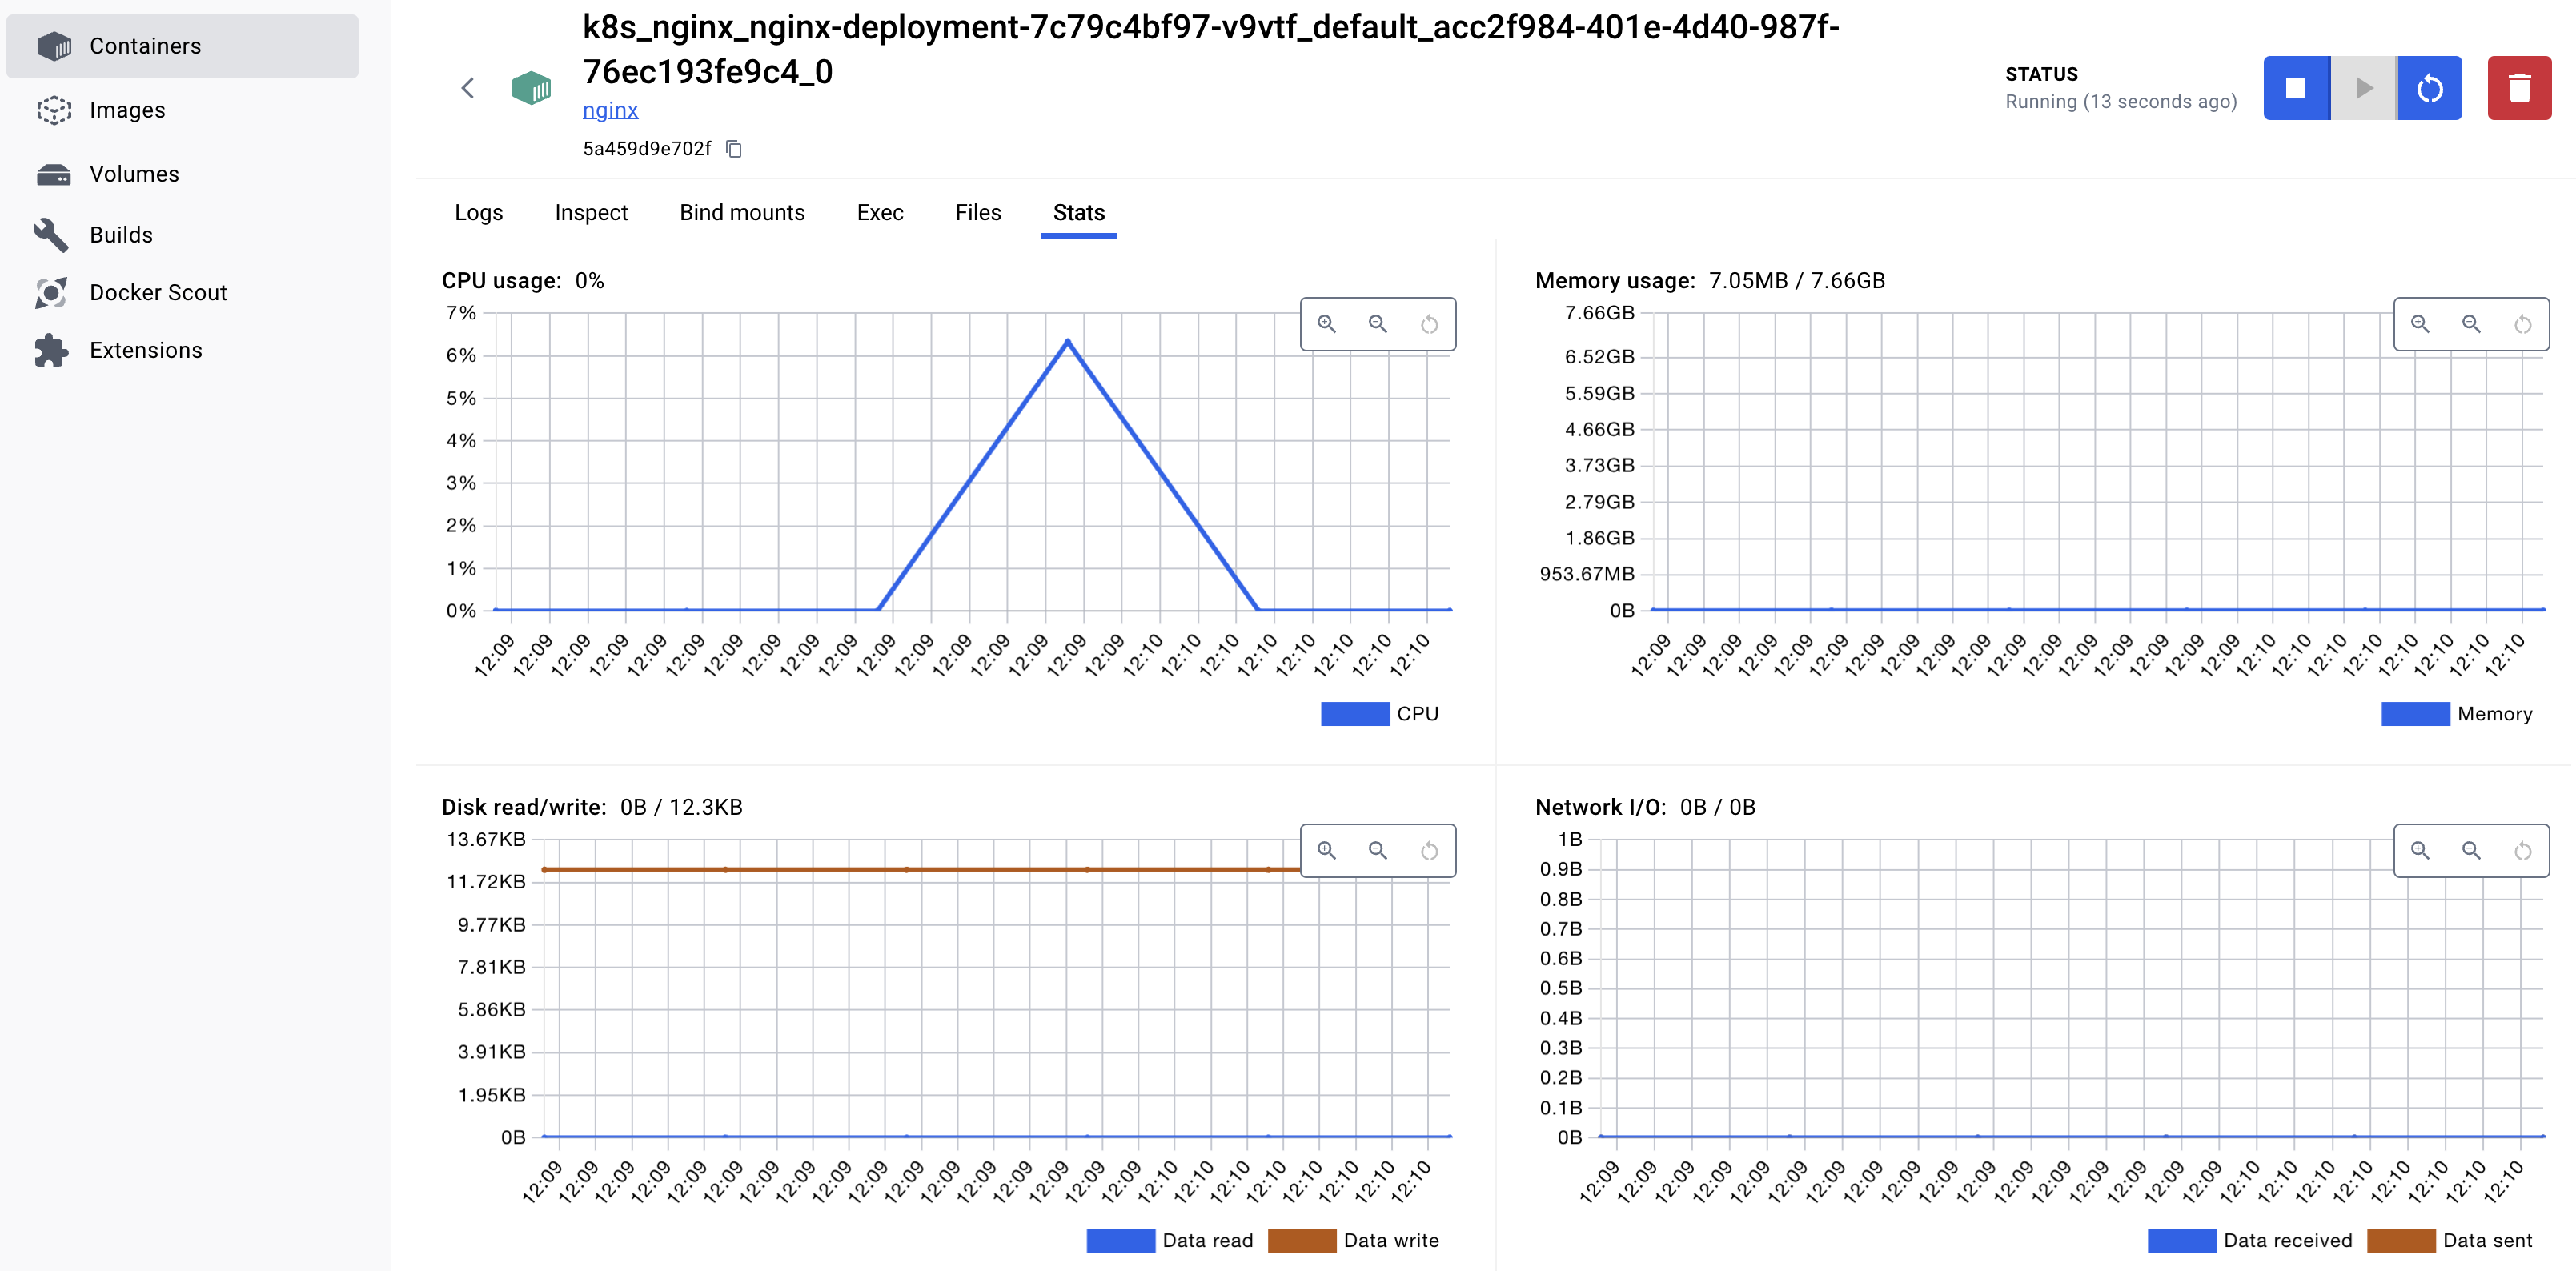 Containers
Images
Volumes
Builds
Docker Scout
Extensions
k8s_nginx_nginx-deployment-7c79c4bf97-v9vtf_default_acc2f984-401e-4d40-987f-
76ec193fe9c4_0
nginx
5a459d9e702f
STATUS
Running (13 seconds ago)
Logs Inspect Bind mounts Exec Files Stats
CPU usage: 0%
7%
6%
5%
4%
3%
2%
1%
0%
12:09 12:09 12:09 12:09 12:09 12:09 12:09 12:09 12:09 12:09 12:09 12:09 12:09 12:09 12:09 12:09 12:09 12:10 12:10 12:10 12:10 12:10 12:10 12:10 12:10
CPU
Memory usage: 7.05MB / 7.66GB
7.66GB
6.52GB
5.59GB
4.66GB
3.73GB
2.79GB
1.86GB
953.67MB
0B
12:09 12:09 12:09 12:09 12:09 12:09 12:09 12:09 12:09 12:09 12:09 12:09 12:09 12:09 12:09 12:09 12:09 12:10 12:10 12:10 12:10 12:10 12:10 12:10 12:10
Memory
Disk read/write: 0B / 12.3KB
13.67KB
11.72KB
9.77KB
7.81KB
5.86KB
3.91KB
1.95KB
0B
12:09 12:09 12:09 12:09 12:09 12:09 12:09 12:09 12:09 12:09 12:09 12:09 12:09 12:09 12:09 12:09 12:09 12:10 12:10 12:10 12:10 12:10 12:10 12:10 12:10
Data read Data write
Network I/O: 0B / 0B
1B
0.9B
0.8B
0.7B
0.6B
0.5B
0.4B
0.3B
0.2B
0.1B
0B
12:09 12:09 12:09 12:09 12:09 12:09 12:09 12:09 12:09 12:09 12:09 12:09 12:09 12:09 12:09 12:09 12:09 12:10 12:10 12:10 12:10 12:10 12:10 12:10 12:10
Data received Data sent